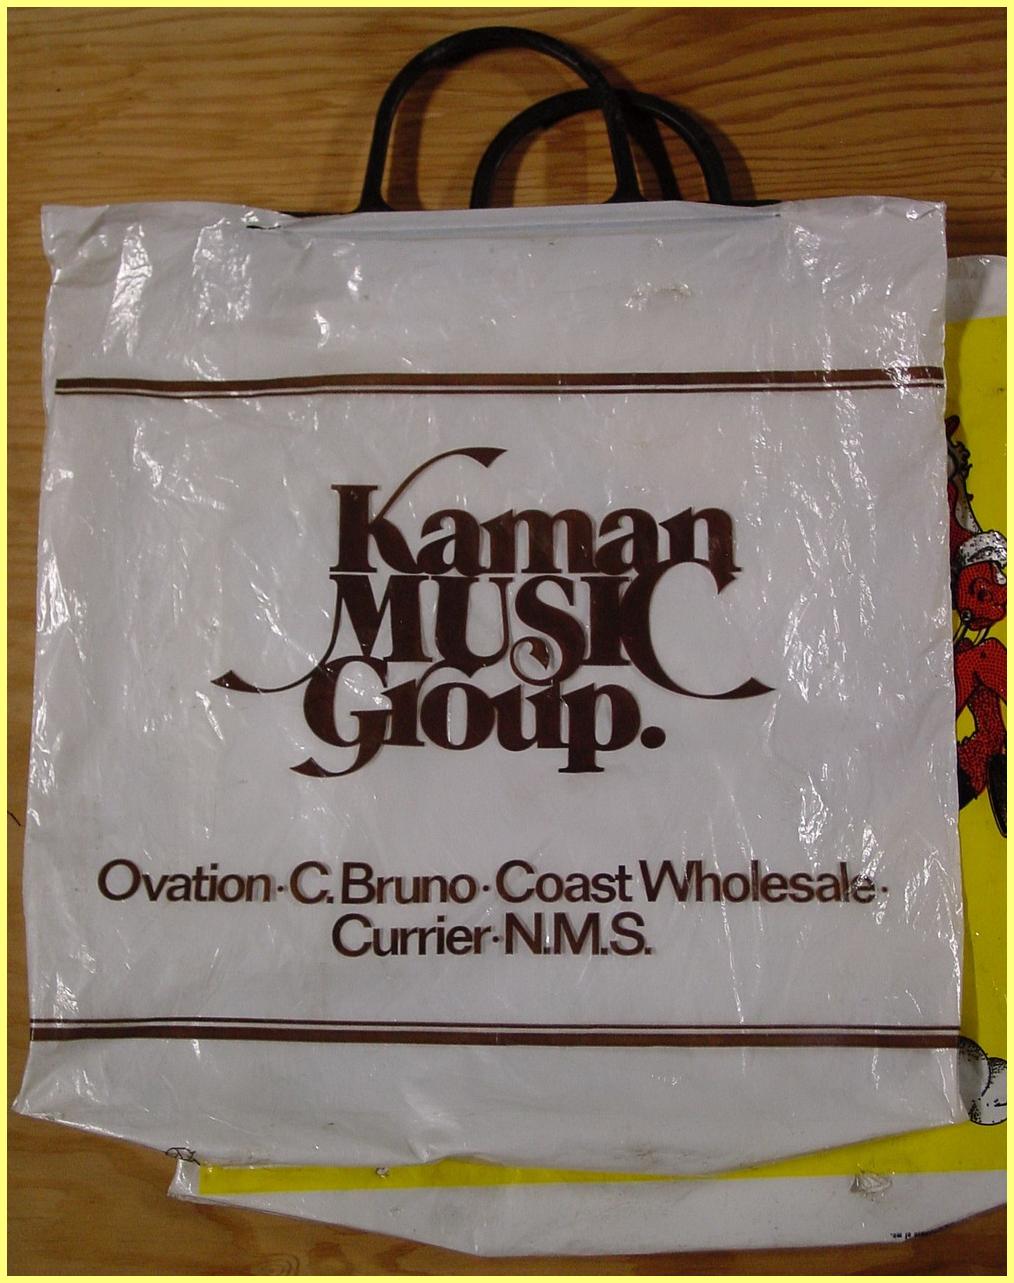 Kaman
MUSIC
Group.
Ovation·C.Bruno·Coast Wholesale·
Currier·N.M.S.